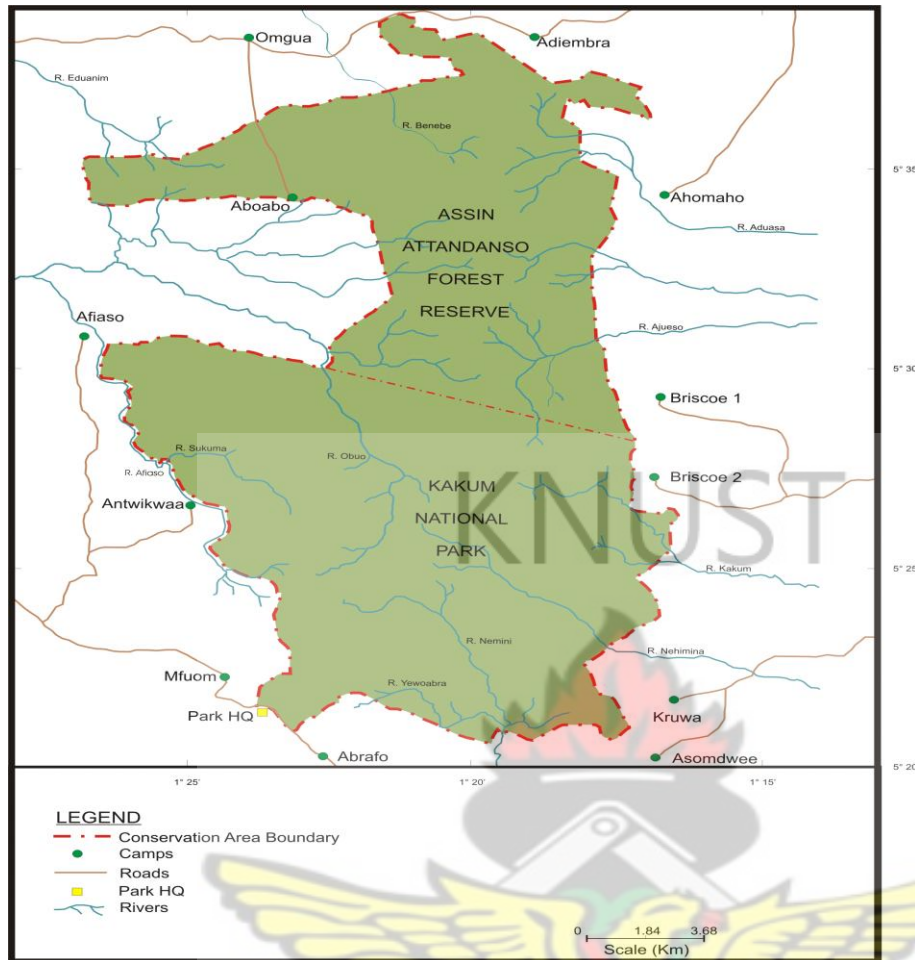 Omgua
Adiembra
R. Eduanim
R. Benebe
5° 35
Aboabo
Ahomaho
ASSIN
ATTANDANSO
FOREST
RESERVE
R. Aduasa
Afiaso
R. Ajueso
5° 30
Briscoe 1
R. Sukuma
R. Obuo
R. Afiaso
Briscoe 2
KAKUM
NATIONAL
PARK
KNUST
Antwikwaa
R. Kakum
5° 25
R. Nemini
R. Nehimina
Mfuom
R. Yewoabra
Park HQ
Kruwa
Abrafo
Asomdwee
5° 20
1° 25
1° 20
1° 15
LEGEND
Conservation Area Boundary
Camps
Roads
Park HQ
Rivers
0 1.84 3.68
Scale (Km)